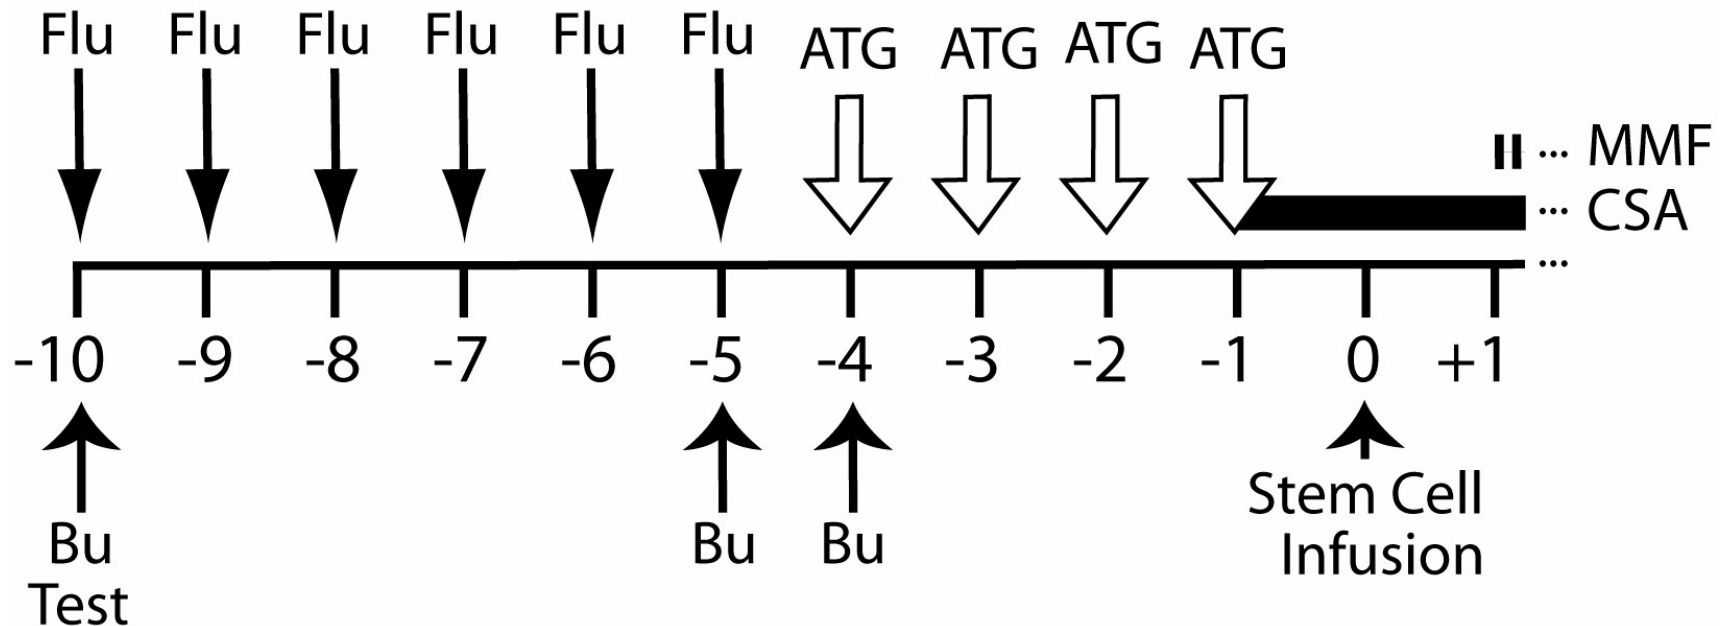 Flu Flu Flu Flu Flu Flu ATG ATG ATG ATG
... MMF
... CSA
...
-10 -9 -8 -7 -6 -5 -4 -3 -2 -1 0 +1
Bu Test
Bu
Bu
Stem Cell
Infusion